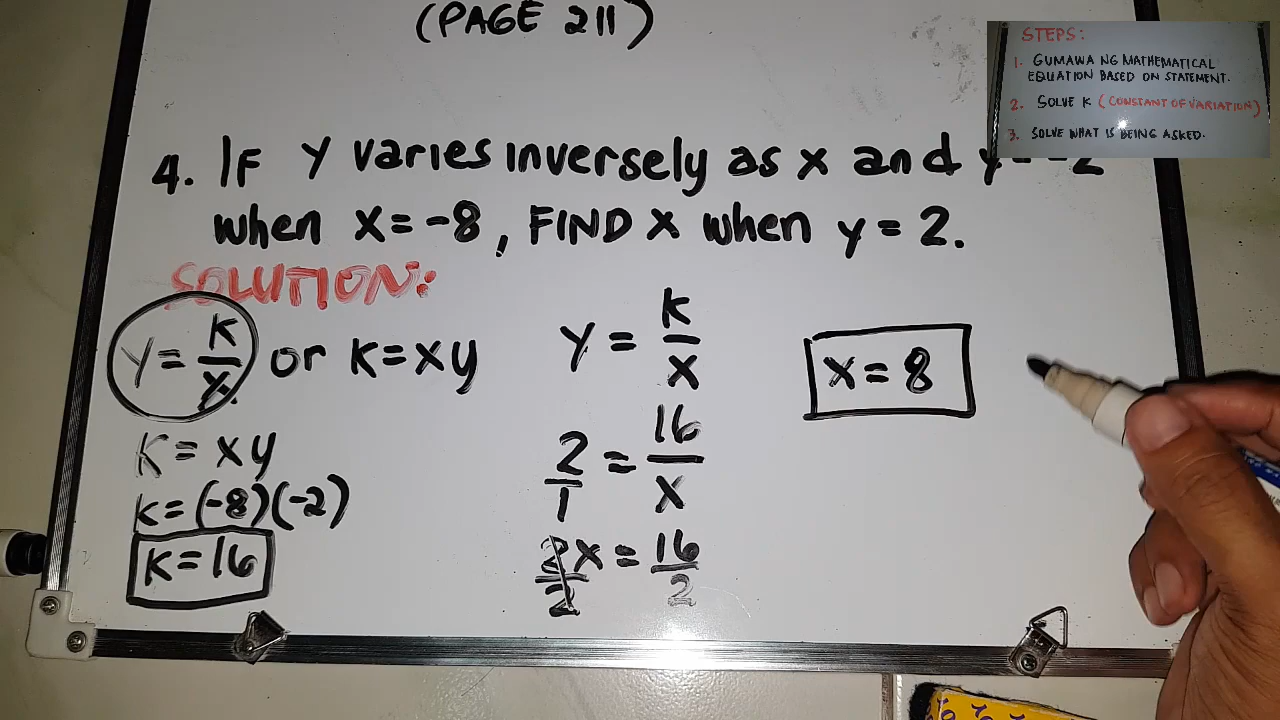 (PAGE 211)
STEPS:
1. GUMAWA NG MATHEMATICAL
EQUATION BASED ON STATEMENT.
2. SOLVE K (CONSTANT OF VARIATION)
3. SOLVE WHAT IS BEING ASKED.
4. IF Y varies inversely as x and y = -2
when x = -8, FIND x when y = 2.
SOLUTION:
Y = K/x or K = xy
K = xy
K = (-8)(-2)
K = 16
Y = K/x
2/1 = 16/x
2x/2 = 16/2
x = 8